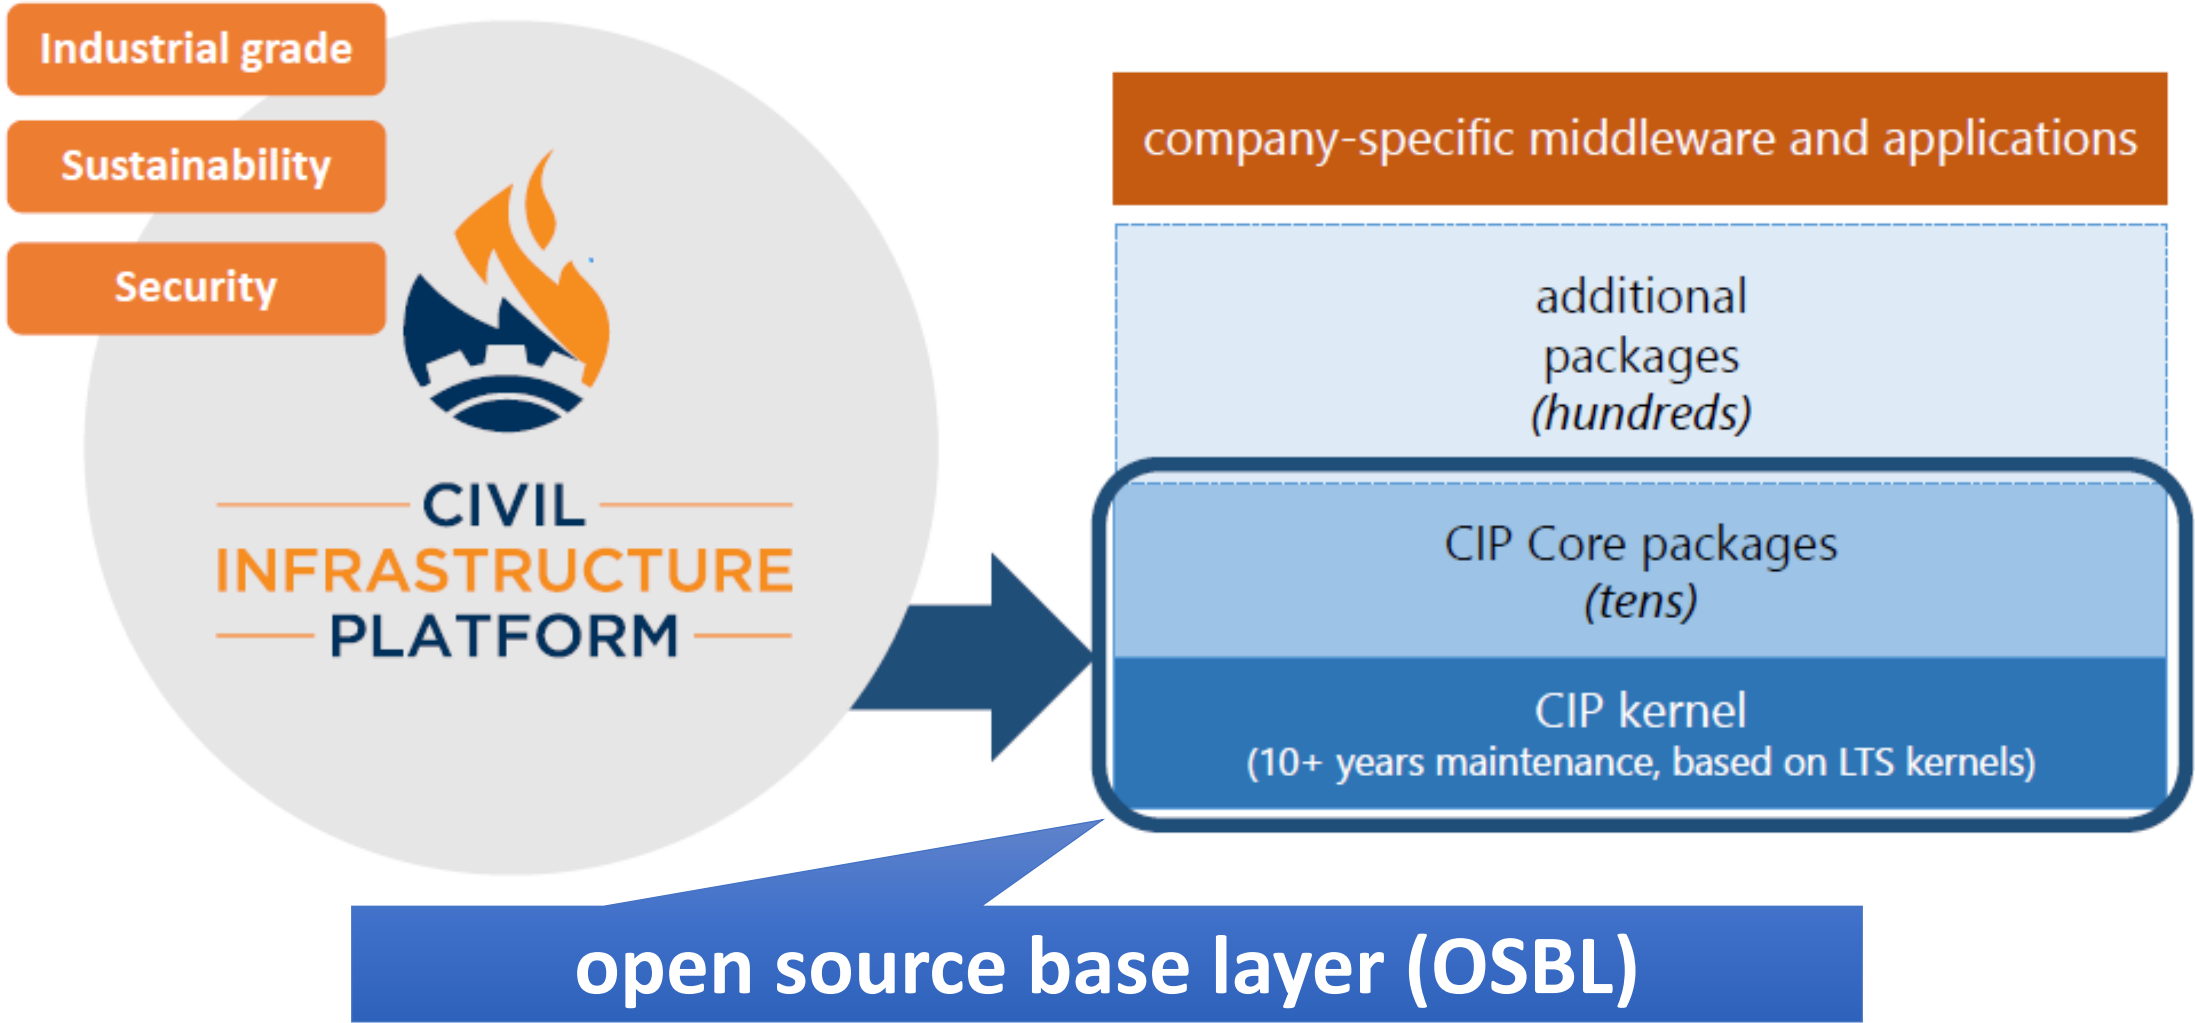 Industrial grade
Sustainability
Security
CIVIL
INFRASTRUCTURE
PLATFORM
company-specific middleware and applications
additional
packages
(hundreds)
CIP Core packages
(tens)
CIP kernel
(10+ years maintenance, based on LTS kernels)
open source base layer (OSBL)